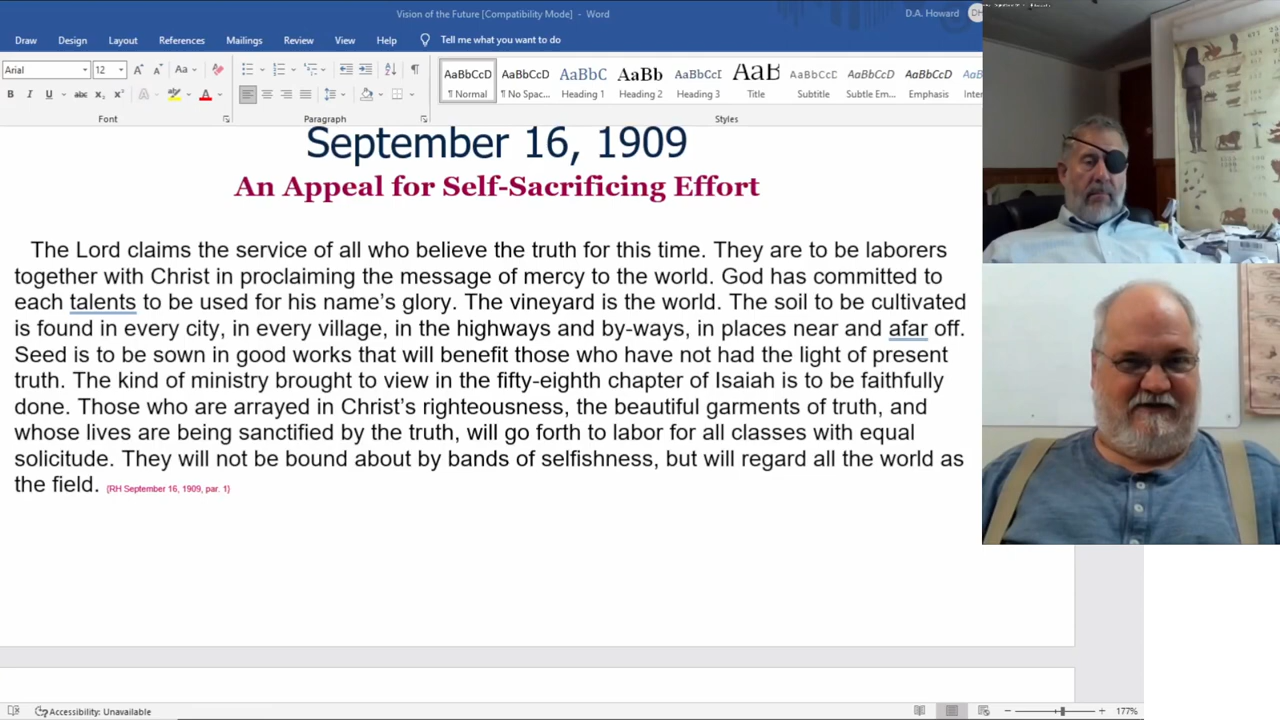 Vision of the Future [Compatibility Mode] - Word
D.A. Howard
DH
Draw Design Layout References Mailings Review View Help Tell me what you want to do
Arial 12 A A Aa A
AaBbCcD AaBbCcD AaBbC AaBb AaBbCcI AaB AaBbCcD AaBbCcD AaBbCcD
¶ Normal ¶ No Spac... Heading 1 Heading 2 Heading 3 Title Subtitle Subtle Em... Emphasis
B I U abc x₂ x² A A
Font Paragraph Styles
September 16, 1909
An Appeal for Self-Sacrificing Effort
The Lord claims the service of all who believe the truth for this time. They are to be laborers
together with Christ in proclaiming the message of mercy to the world. God has committed to
each talents to be used for his name’s glory. The vineyard is the world. The soil to be cultivated
is found in every city, in every village, in the highways and by-ways, in places near and afar off.
Seed is to be sown in good works that will benefit those who have not had the light of present
truth. The kind of ministry brought to view in the fifty-eighth chapter of Isaiah is to be faithfully
done. Those who are arrayed in Christ’s righteousness, the beautiful garments of truth, and
whose lives are being sanctified by the truth, will go forth to labor for all classes with equal
solicitude. They will not be bound about by bands of selfishness, but will regard all the world as
the field. {RH September 16, 1909, par. 1}
Accessibility: Unavailable
177%